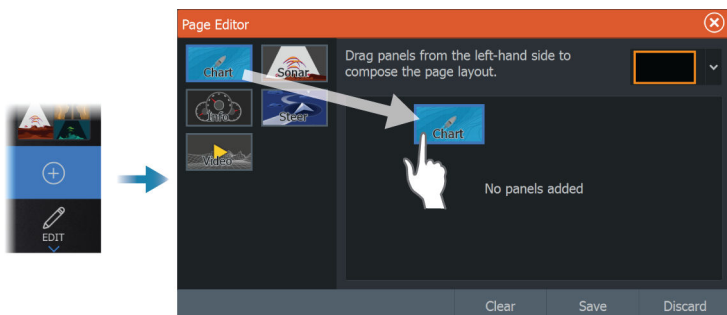 Page Editor
Chart
Sonar
Info
Steer
Video
Drag panels from the left-hand side to
compose the page layout.
Chart
No panels added
EDIT
Clear
Save
Discard